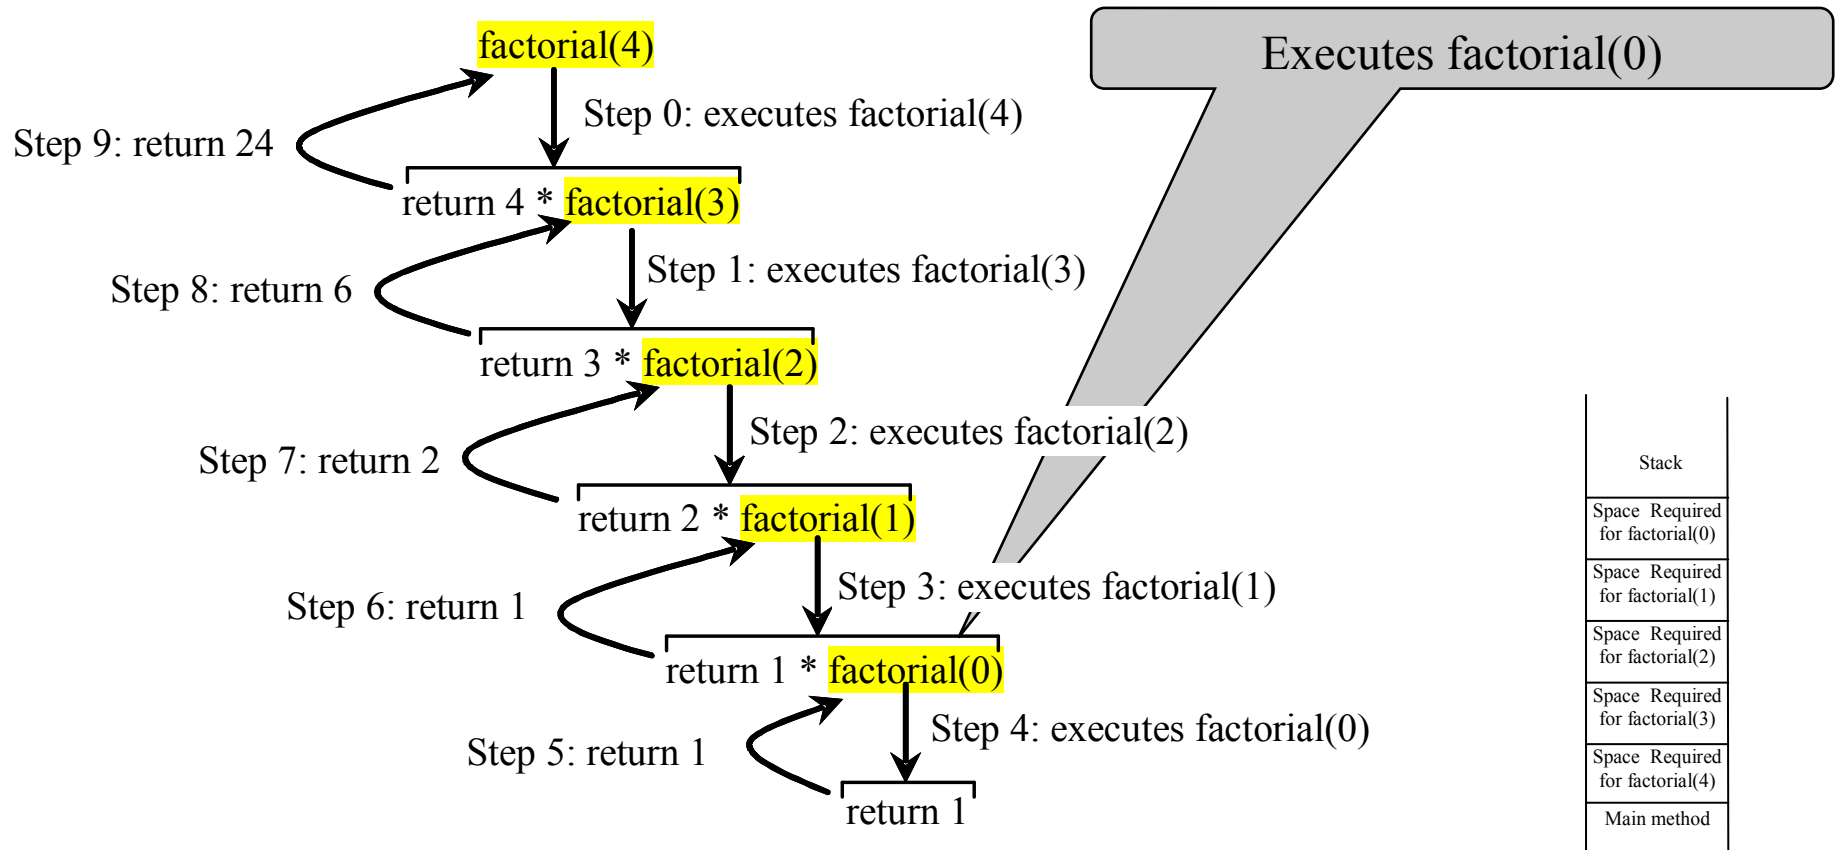 factorial(4)
Executes factorial(0)
Step 0: executes factorial(4)
Step 9: return 24
return 4 * factorial(3)
Step 1: executes factorial(3)
Step 8: return 6
return 3 * factorial(2)
Step 2: executes factorial(2)
Step 7: return 2
return 2 * factorial(1)
Step 3: executes factorial(1)
Step 6: return 1
return 1 * factorial(0)
Step 4: executes factorial(0)
Step 5: return 1
return 1
Stack
Space Required
for factorial(0)
Space Required
for factorial(1)
Space Required
for factorial(2)
Space Required
for factorial(3)
Space Required
for factorial(4)
Main method